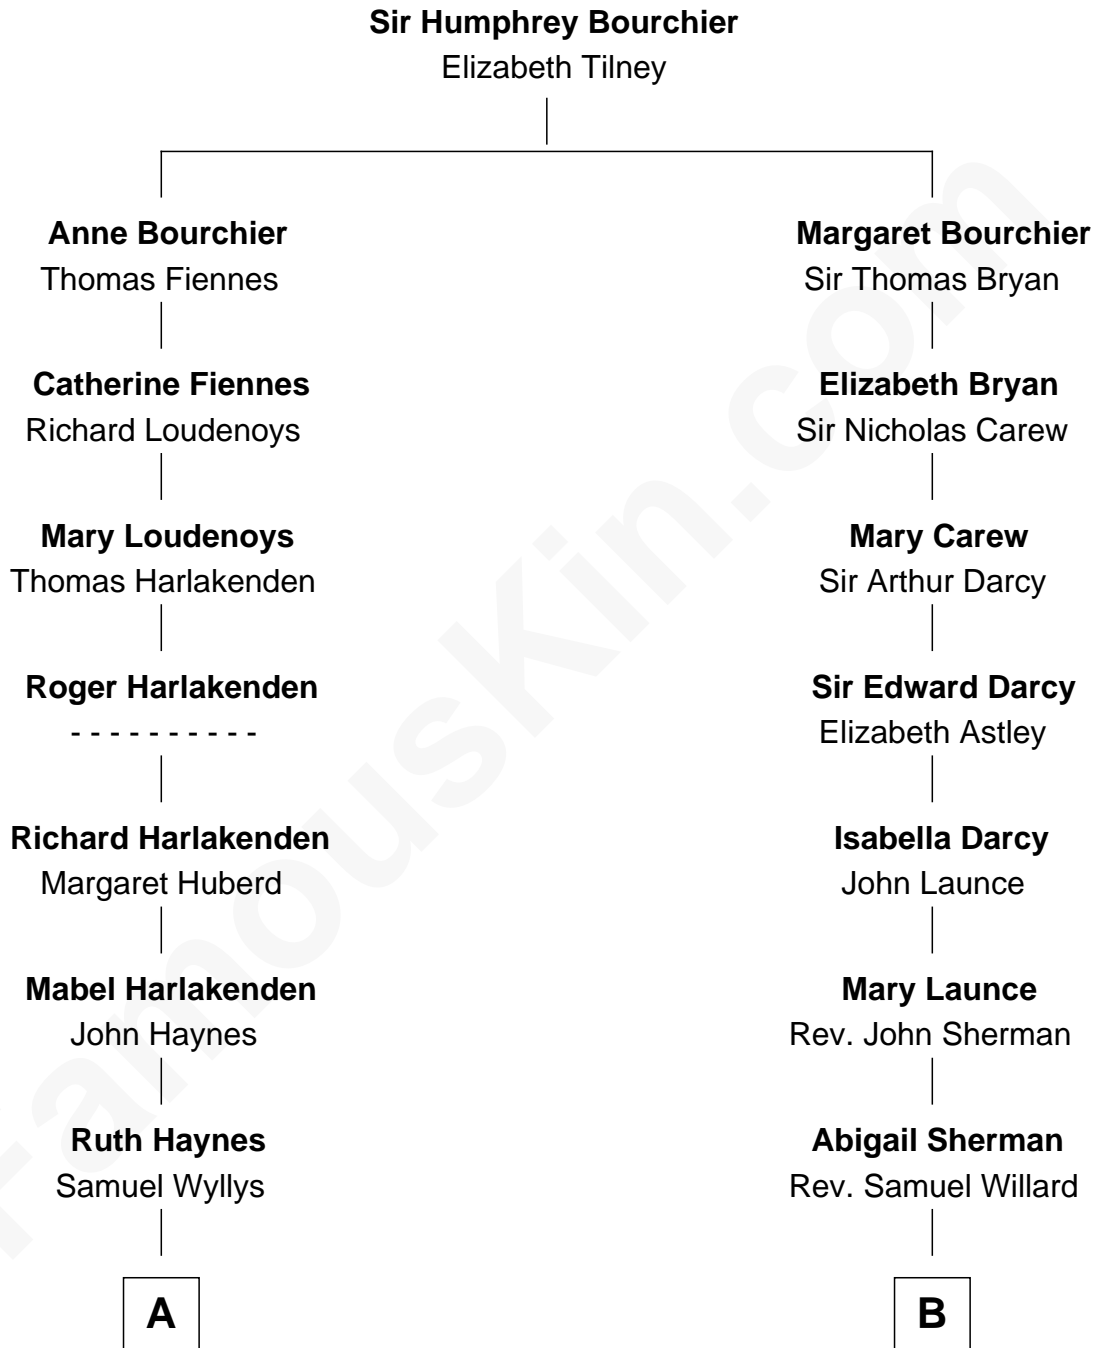 Sir Humphrey Bourchier
Elizabeth Tilney
Anne Bourchier
Thomas Fiennes
Catherine Fiennes
Richard Loudenoys
Mary Loudenoys
Thomas Harlakenden
Roger Harlakenden
- - - - - - - - - -
Richard Harlakenden
Margaret Huberd
Mabel Harlakenden
John Haynes
Ruth Haynes
Samuel Wyllys
A
Margaret Bourchier
Sir Thomas Bryan
Elizabeth Bryan
Sir Nicholas Carew
Mary Carew
Sir Arthur Darcy
Sir Edward Darcy
Elizabeth Astley
Isabella Darcy
John Launce
Mary Launce
Rev. John Sherman
Abigail Sherman
Rev. Samuel Willard
B
FamousKin.com